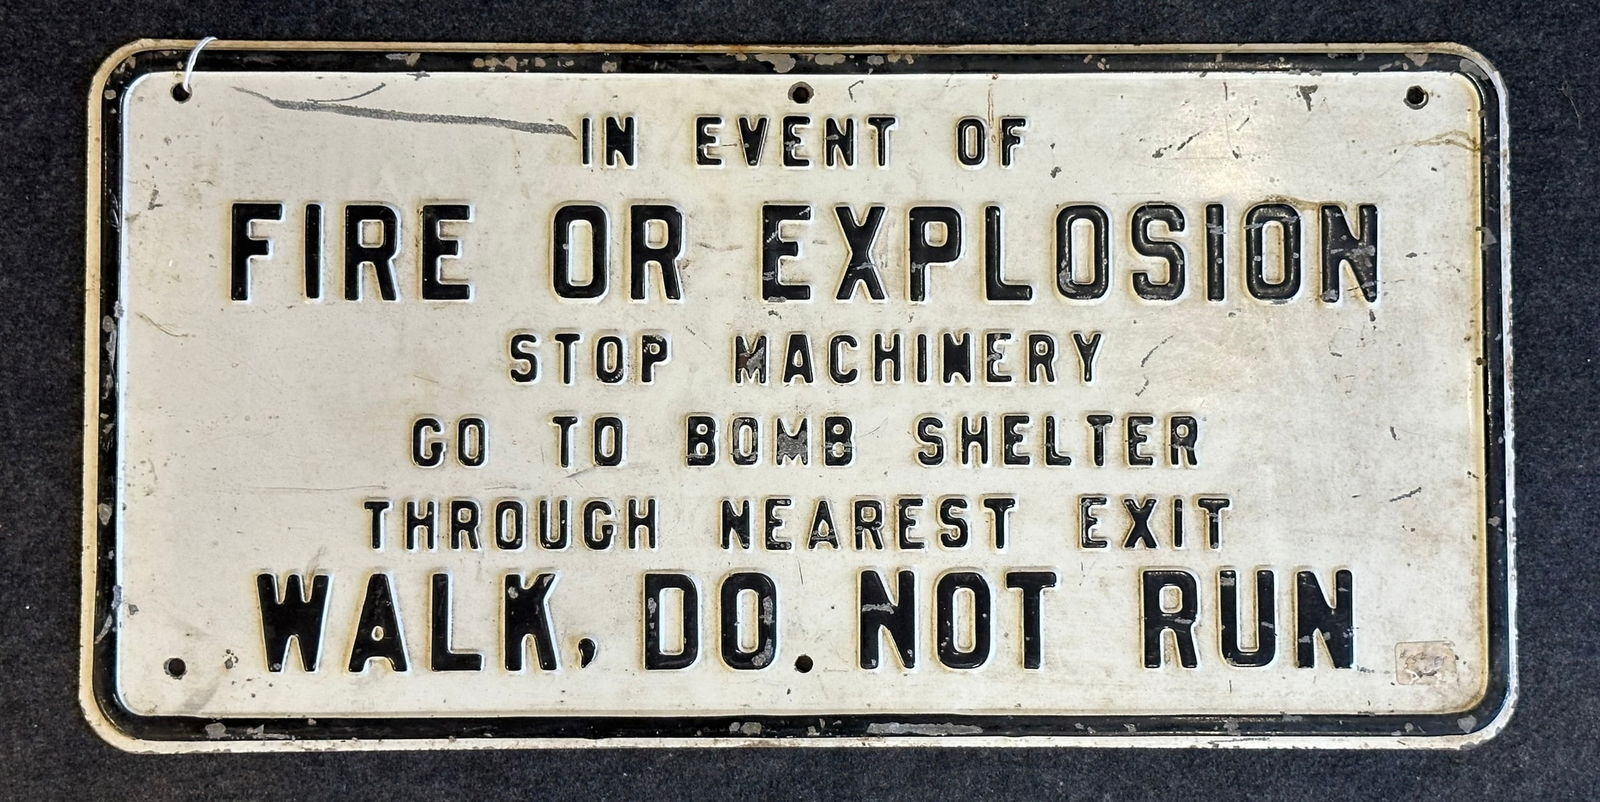 IN EVENT OF
FIRE OR EXPLOSION
STOP MACHINERY
GO TO BOMB SHELTER
THROUGH NEAREST EXIT
WALK, DO NOT RUN